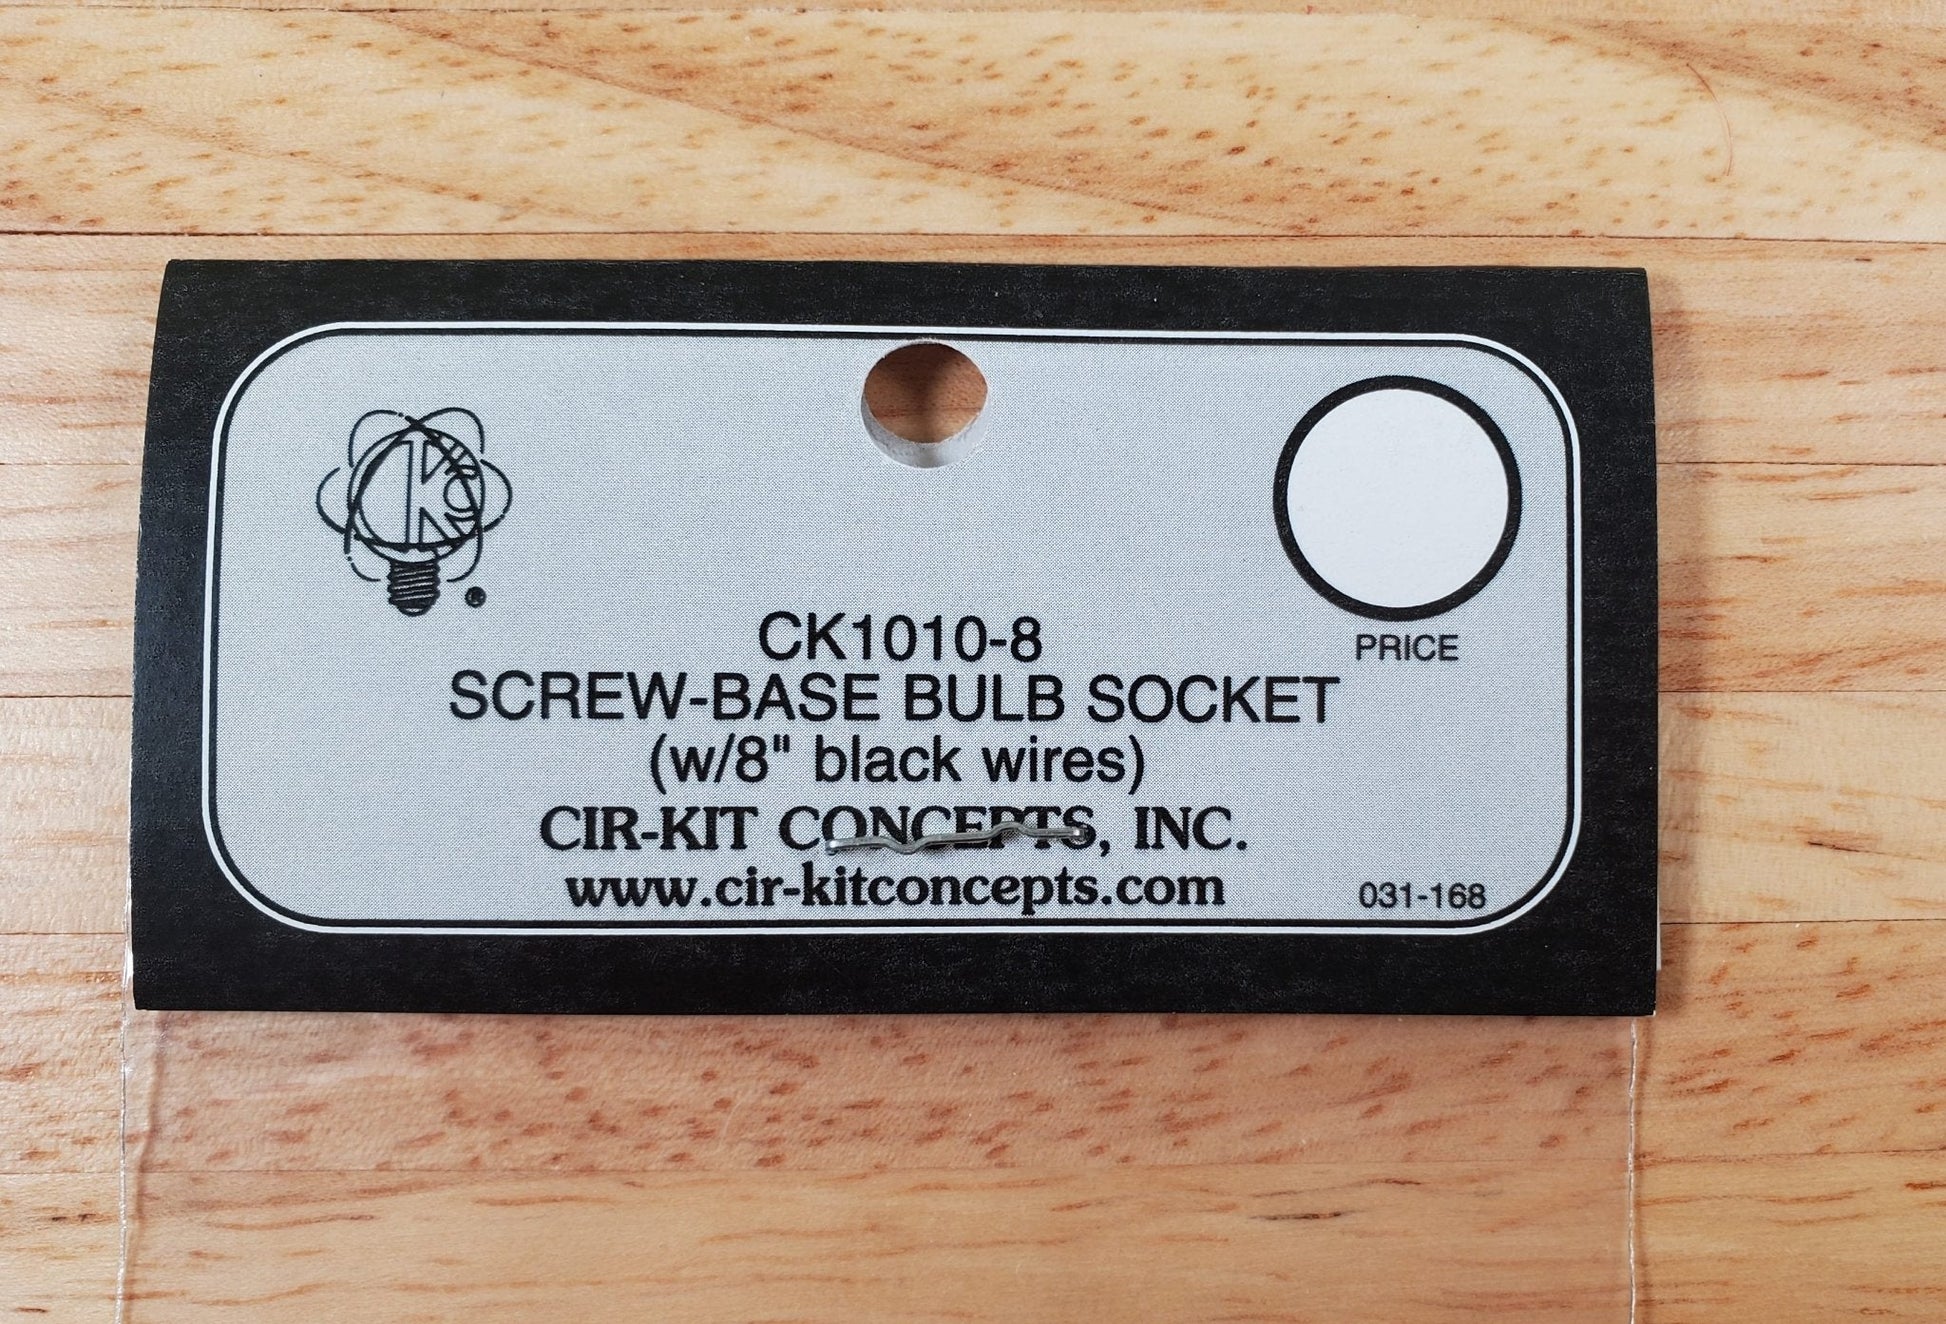 CKC
®
CK1010-8
PRICE
SCREW-BASE BULB SOCKET
(w/8" black wires)
CIR-KIT CONCEPTS, INC.
www.cir-kitconcepts.com
031-168